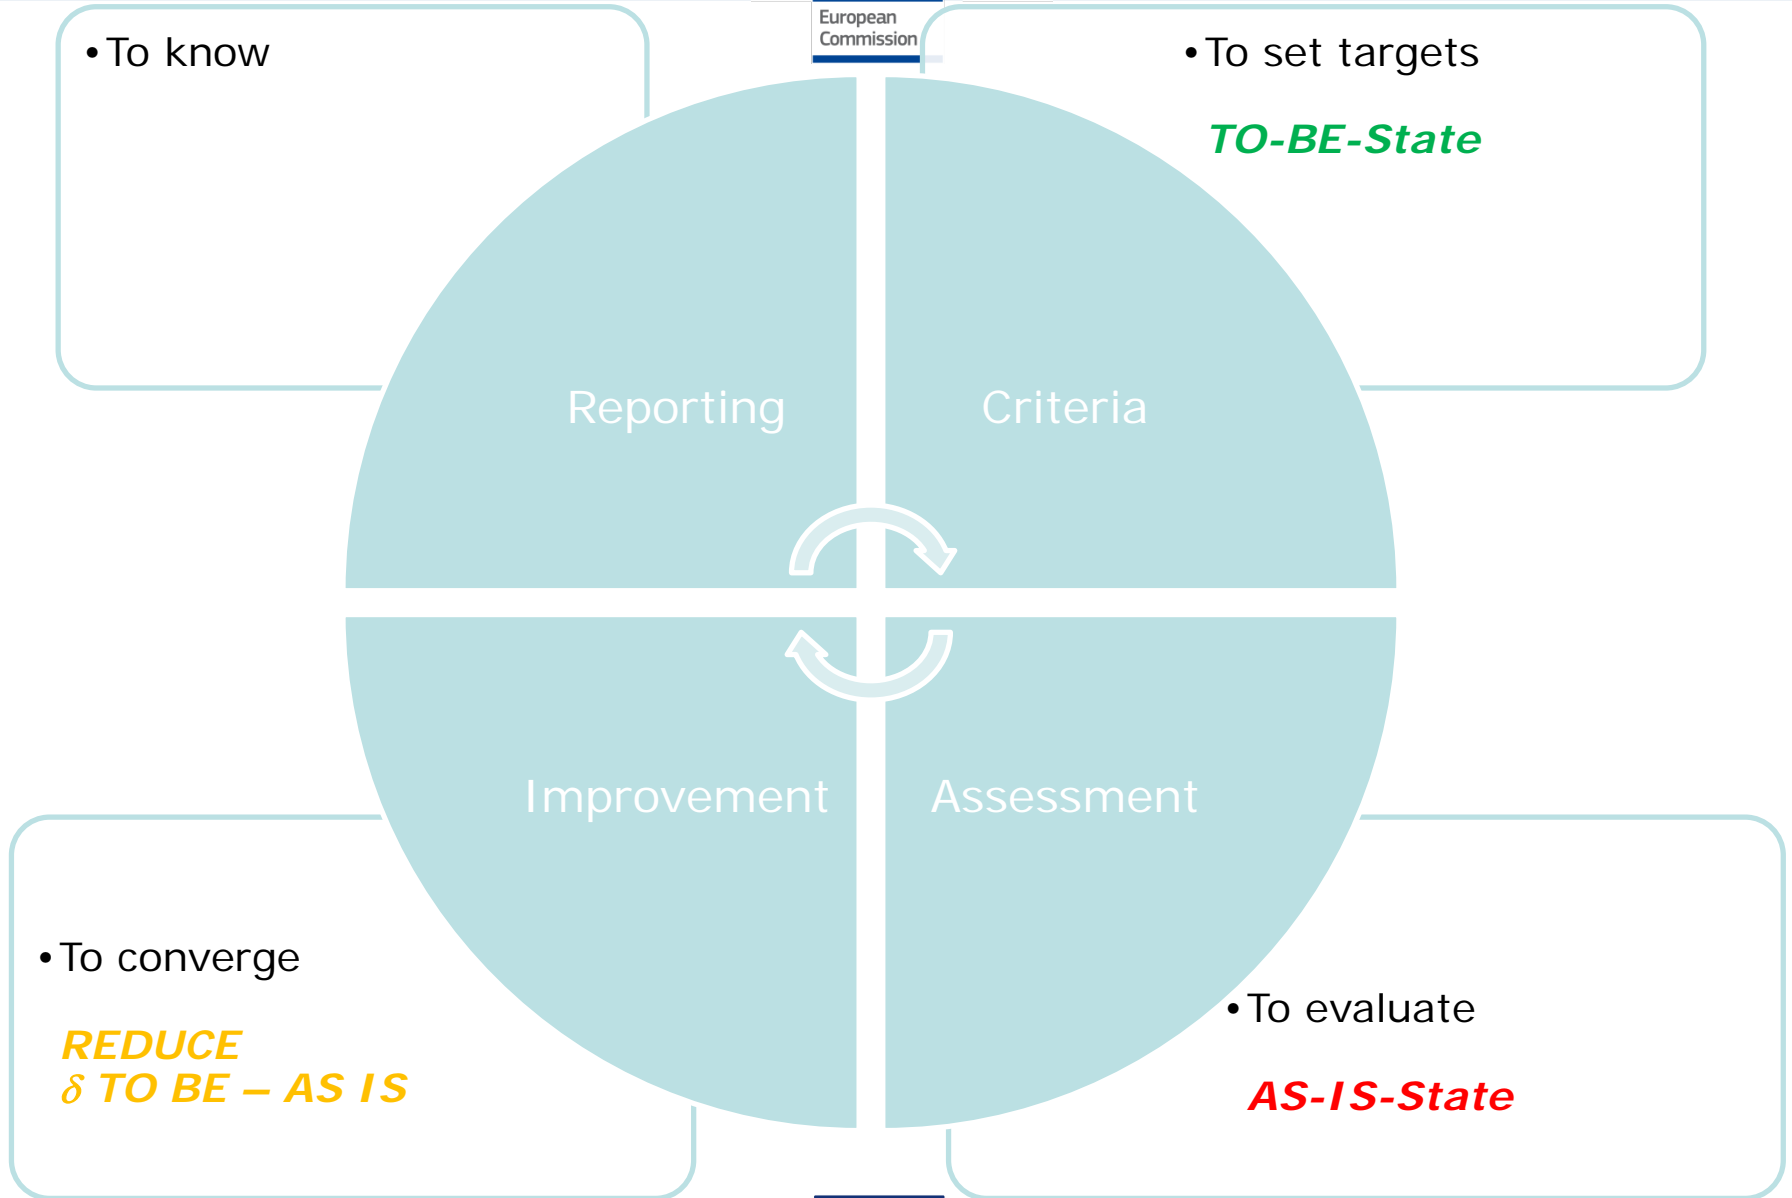 European
Commission
•To know
•To set targets
TO-BE-State
Reporting
Criteria
Improvement
Assessment
•To converge
REDUCE
δ TO BE – AS IS
•To evaluate
AS-IS-State